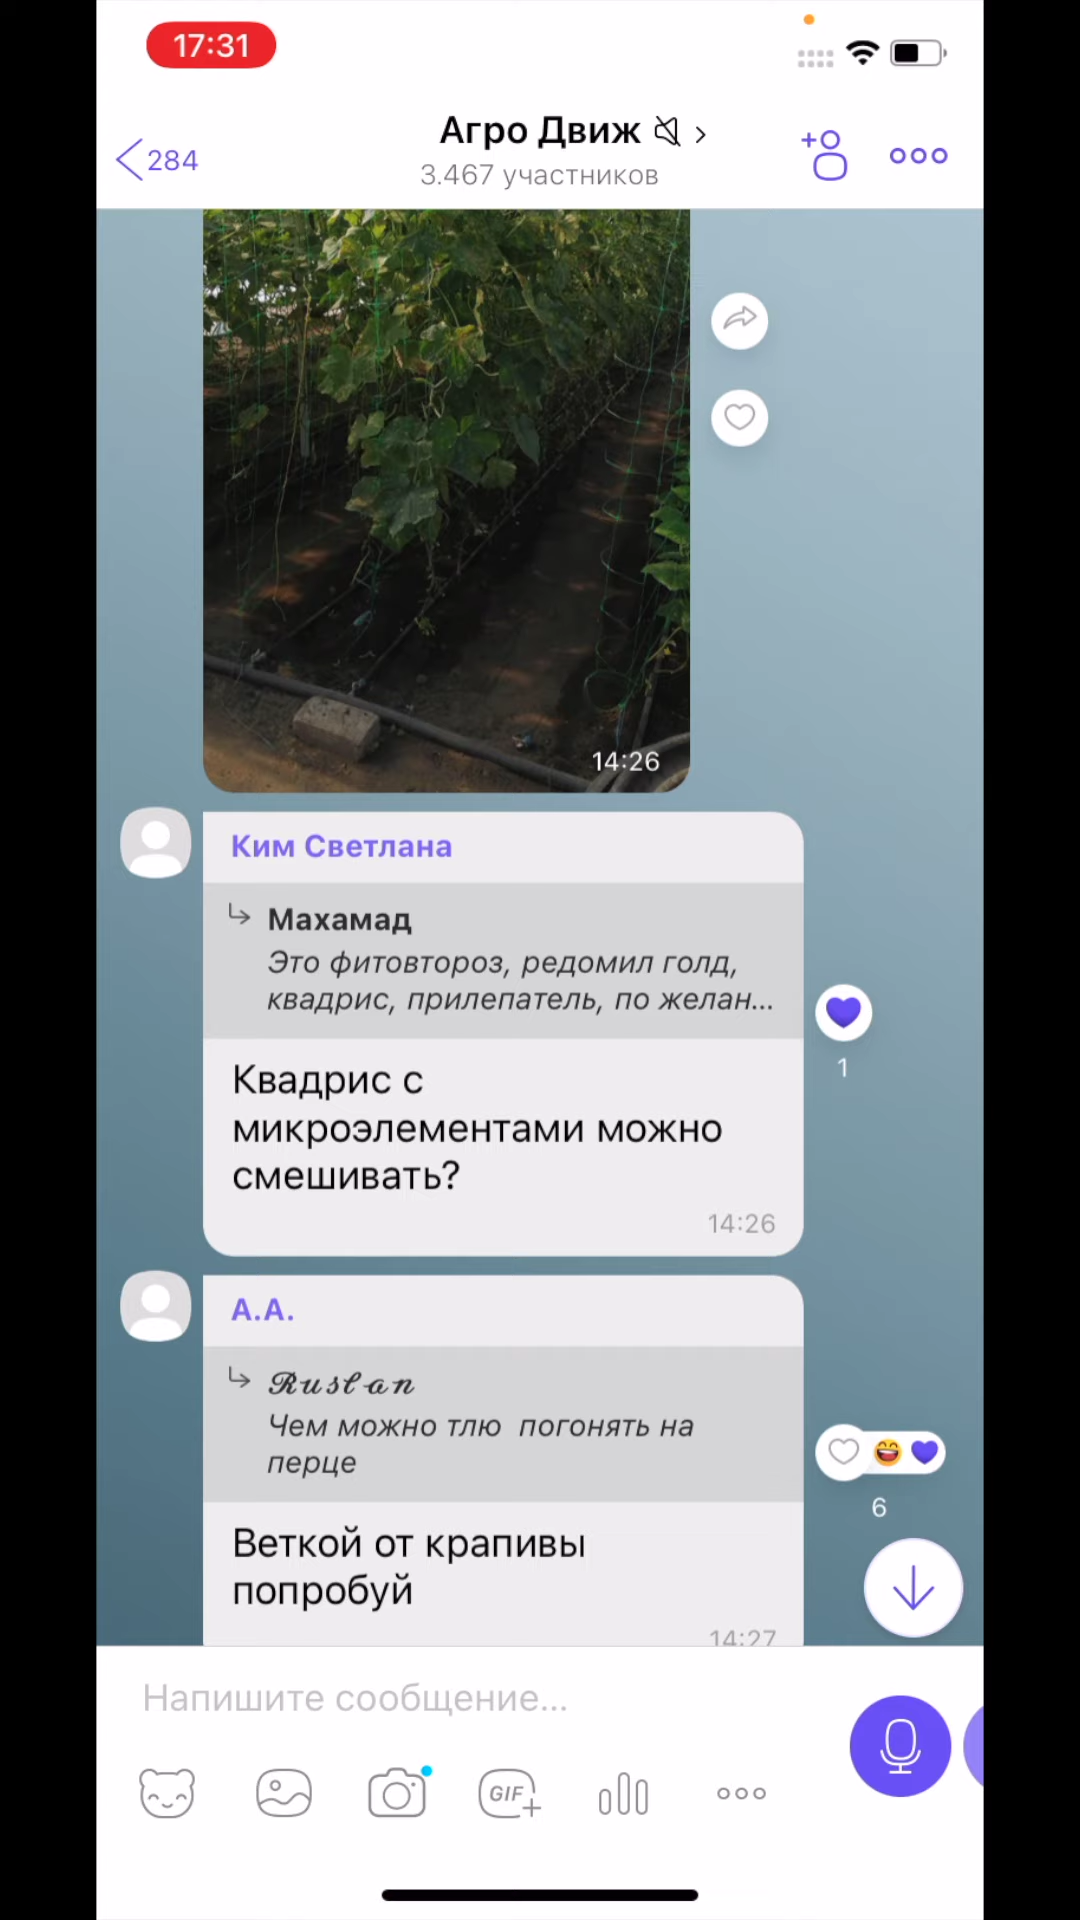 17:31
284
Агро Движ
3.467 участников
14:26
Ким Светлана
Махамад
Это фитовтороз, редомил голд,
квадрис, прилепатель, по желан...
1
Квадрис с
микроэлементами можно
смешивать?
14:26
А.А.
𝓡𝓾𝓼𝓵𝓪𝓷
Чем можно тлю  погонять на
перце
6
Веткой от крапивы
попробуй
14:27
Напишите сообщение...
GIF